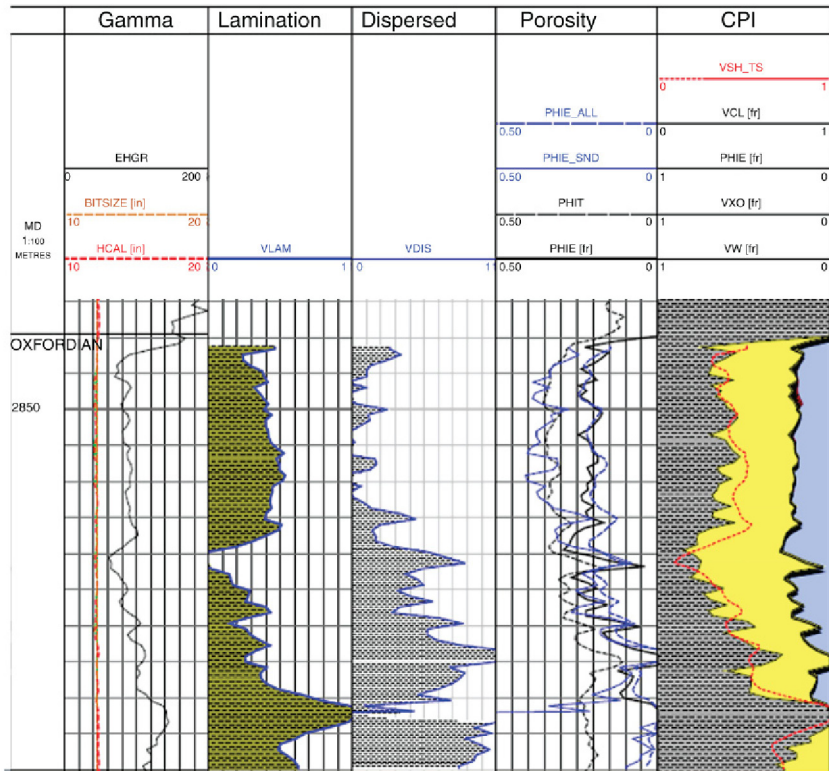 Gamma Lamination Dispersed Porosity CPI
VSH_TS
0 1
PHIE_ALL VCL [fr]
0.50 0 0 1
EHGR PHIE_SND PHIE [fr]
0 200 0.50 0 1 0
BITSIZE [in] PHIT VXO [fr]
10 20 0.50 0 1 0
MD
1:100
METRES
HCAL [in] VLAM VDIS PHIE [fr] VW [fr]
10 20 0 1 0 1 0.50 0 1 0
OXFORDIAN
2850